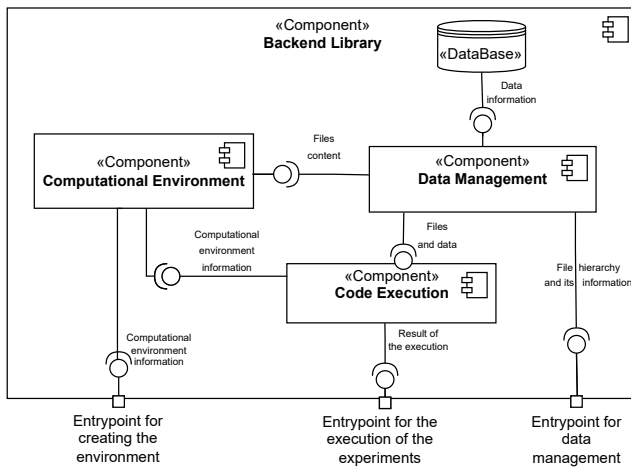 «Component»
Backend Library
«DataBase»
Data
information
«Component»
Computational Environment
Files
content
«Component»
Data Management
Computational
environment
information
Files
and data
«Component»
Code Execution
File hierarchy
and its information
Computational
environment
information
Result of
the execution
Entrypoint for
creating the
environment
Entrypoint for the
execution of the
experiments
Entrypoint for
data
management